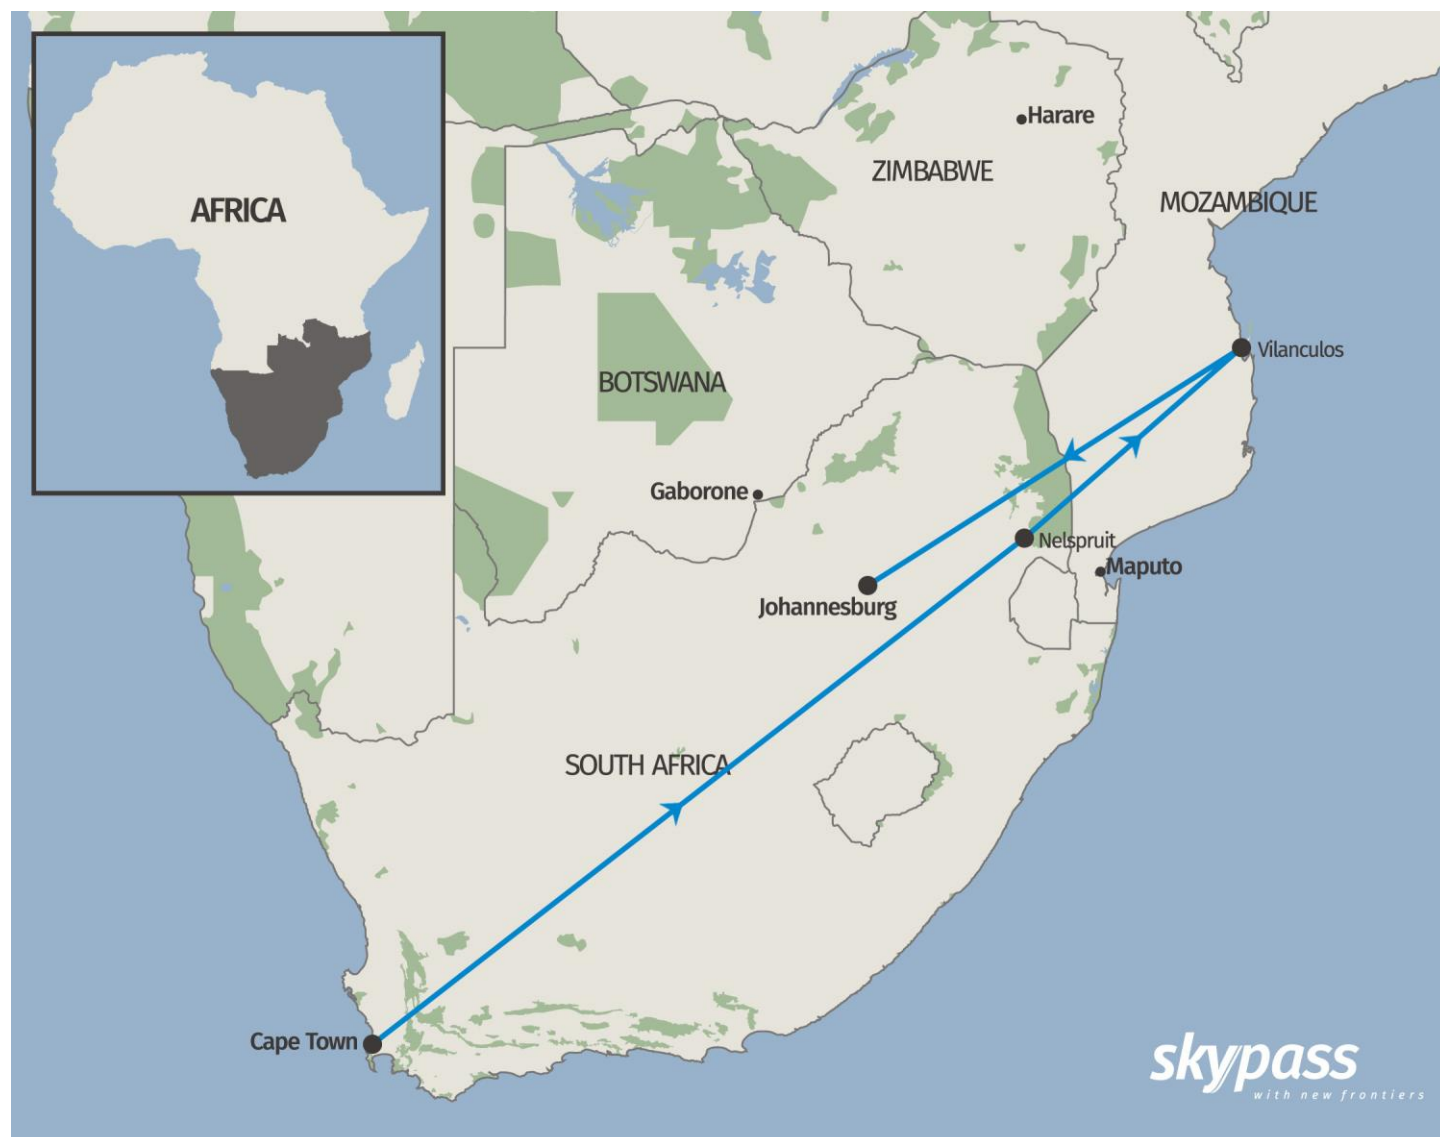 AFRICA
Harare
ZIMBABWE
MOZAMBIQUE
Vilanculos
BOTSWANA
Gaborone
Nelspruit
Maputo
Johannesburg
SOUTH AFRICA
Cape Town
skypass
with new frontiers